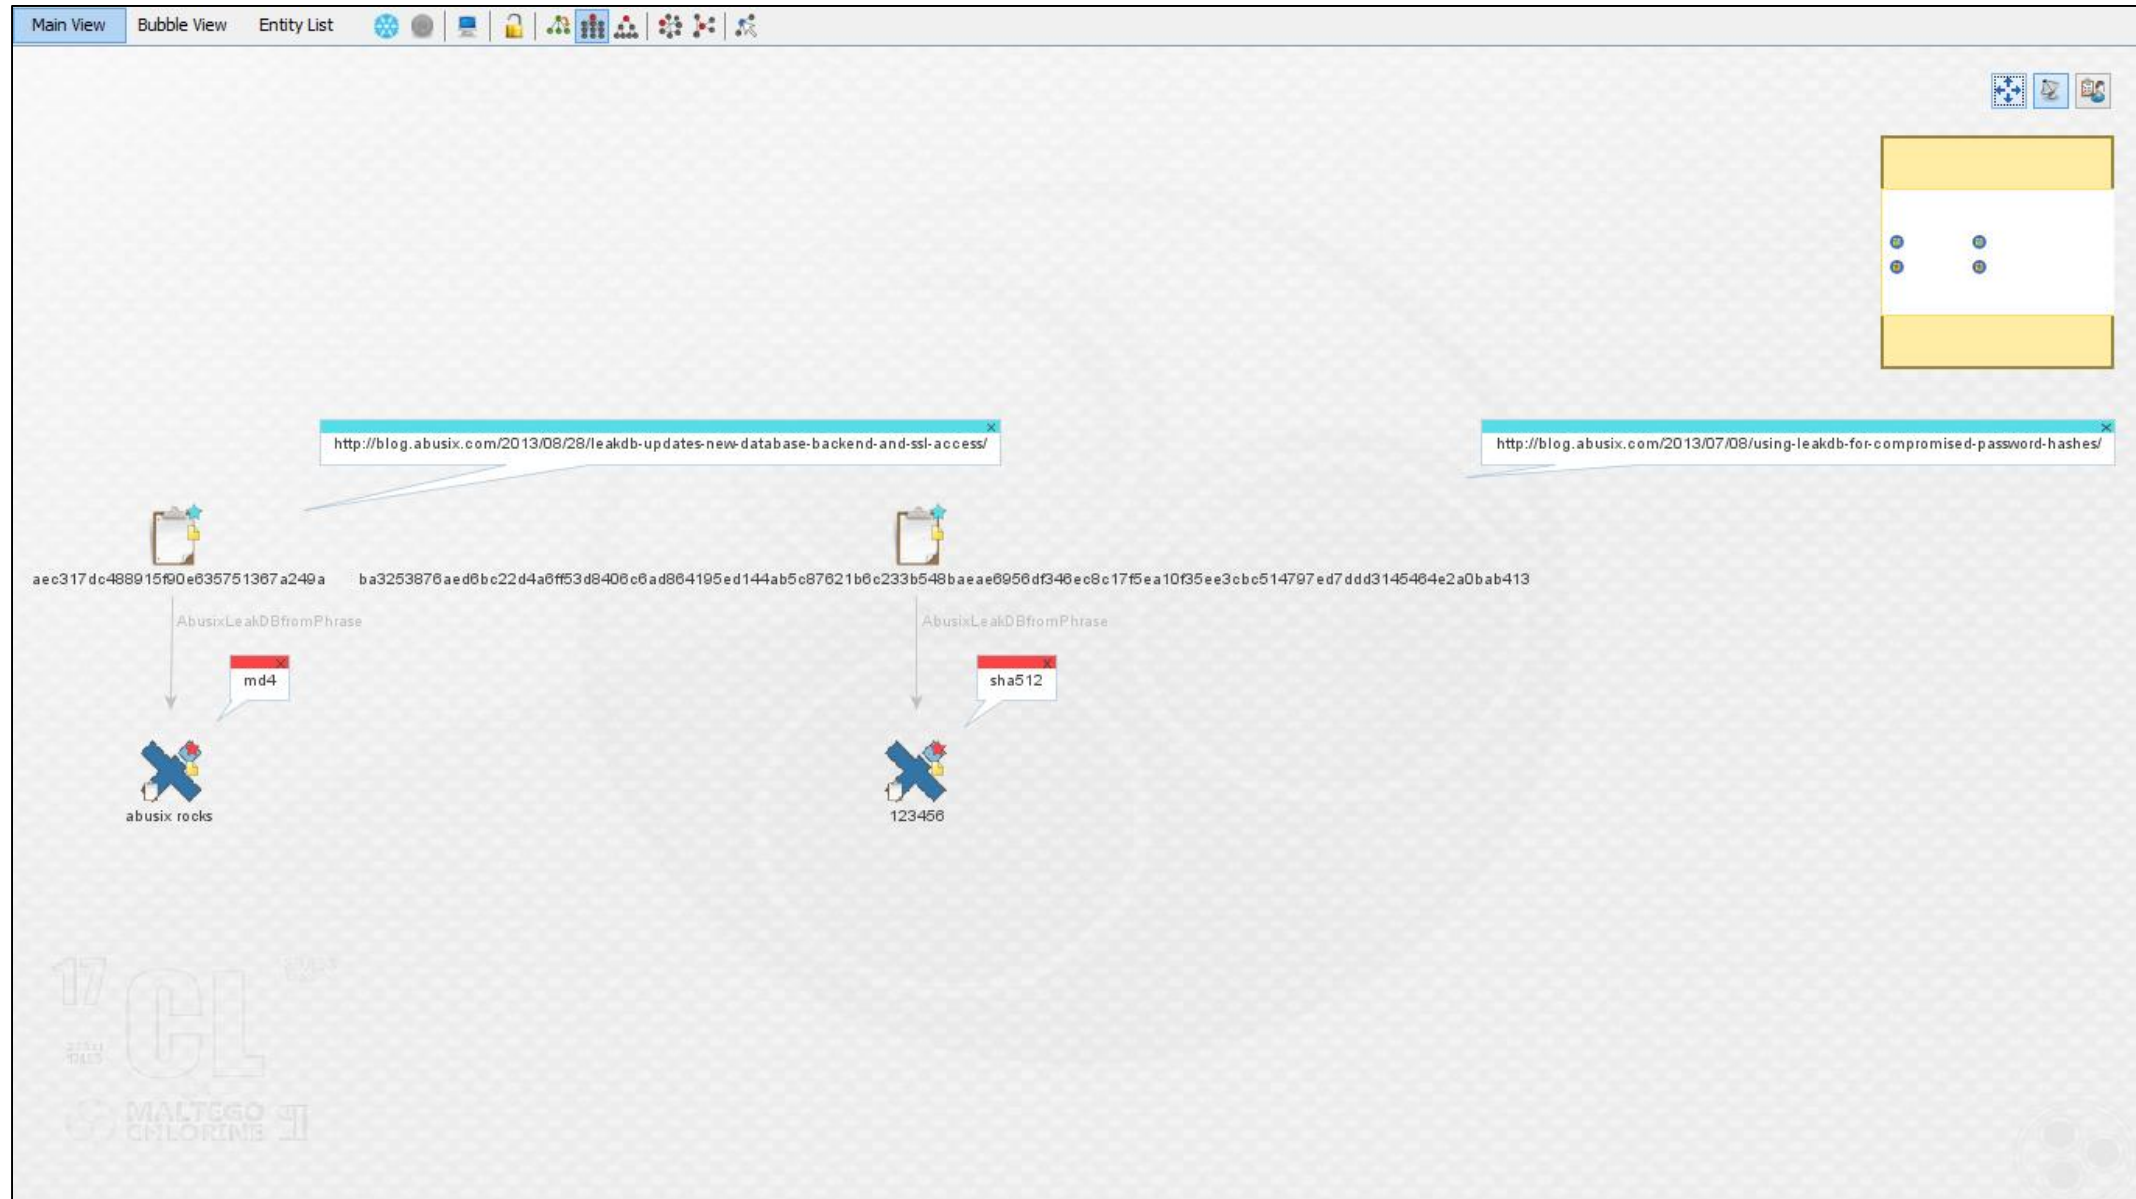 Main View Bubble View Entity List
http://blog.abusix.com/2013/08/28/leakdb-updates-new-database-backend-and-ssl-access/
http://blog.abusix.com/2013/07/08/using-leakdb-for-compromised-password-hashes/
aec317dc488915f90e635751367a249a
ba3253876aed6bc22d4a6ff53d8406c6ad864195ed144ab5c87621b6c233b548baeae6956df346ec8c17f5ea10f35ee3cbc514797ed7ddd3145464e2a0bab413
AbusixLeakDBfromPhrase
AbusixLeakDBfromPhrase
md4
sha512
abusix rocks
123456
17
CL
MALTEGO
CHLORINE